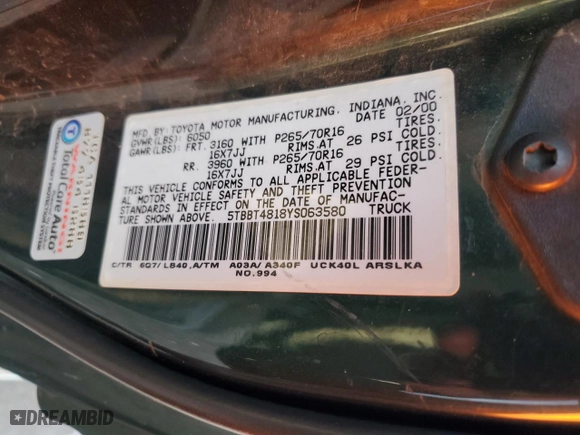 MFD. BY: TOYOTA MOTOR MANUFACTURING, INDIANA, INC.
GVWR(LBS): 6050 DATE 02/00
GAWR(LBS): FRT. 3160 WITH P265/70R16 TIRES.
16X7JJ RIMS.AT 26 PSI COLD.
RR. 3960 WITH P265/70R16 TIRES.
16X7JJ RIMS.AT 29 PSI COLD.
THIS VEHICLE CONFORMS TO ALL APPLICABLE FEDER-
AL MOTOR VEHICLE SAFETY AND THEFT PREVENTION
STANDARDS IN EFFECT ON THE DATE OF MANUFAC-
TURE SHOWN ABOVE.
5TBBT4818YS063580 TRUCK
C/TR 6Q7/LB40,A/TM A03A/A340F UCK40L ARSLKA
NO.994
Total Care Auto
DREAMBID